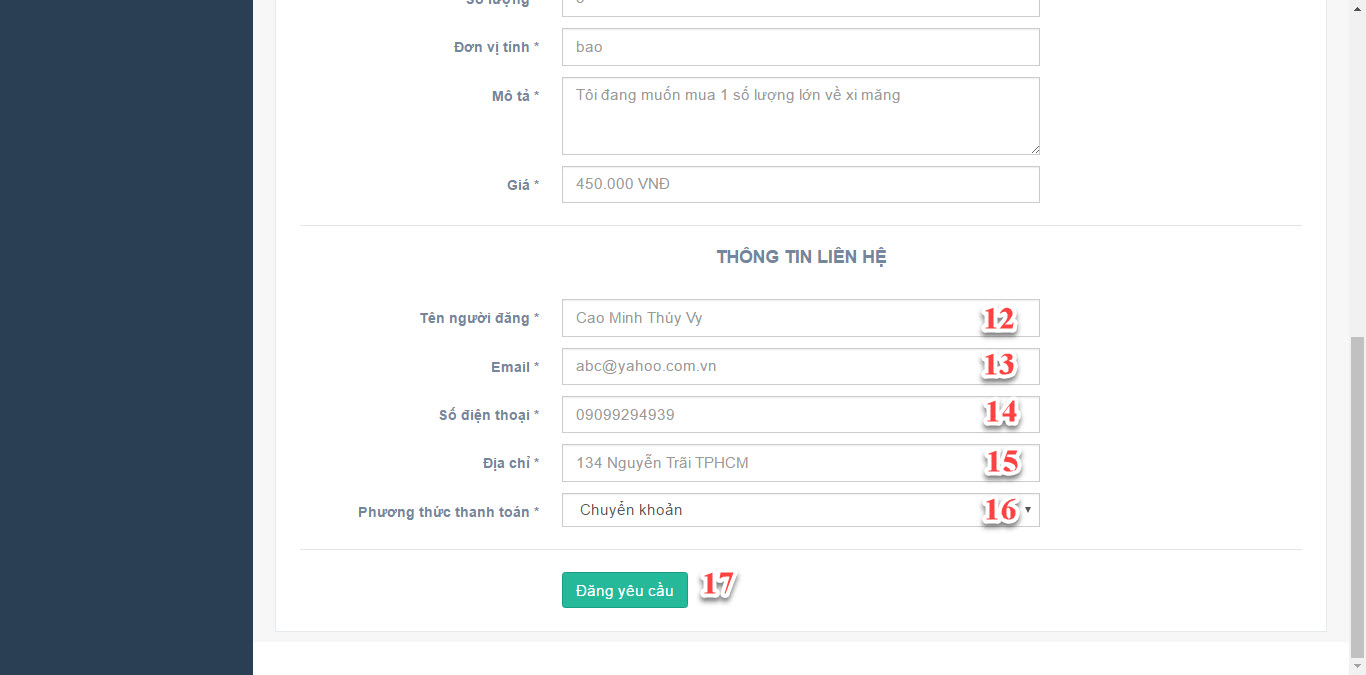 Số lượng
Đơn vị tính * bao
Mô tả * Tôi đang muốn mua 1 số lượng lớn về xi măng
Giá * 450.000 VNĐ
THÔNG TIN LIÊN HỆ
Tên người đăng * Cao Minh Thủy Vy 12
Email * abc@yahoo.com.vn 13
Số điện thoại * 09099294939 14
Địa chỉ * 134 Nguyễn Trãi TPHCM 15
Phương thức thanh toán * Chuyển khoản 16
Đăng yêu cầu 17